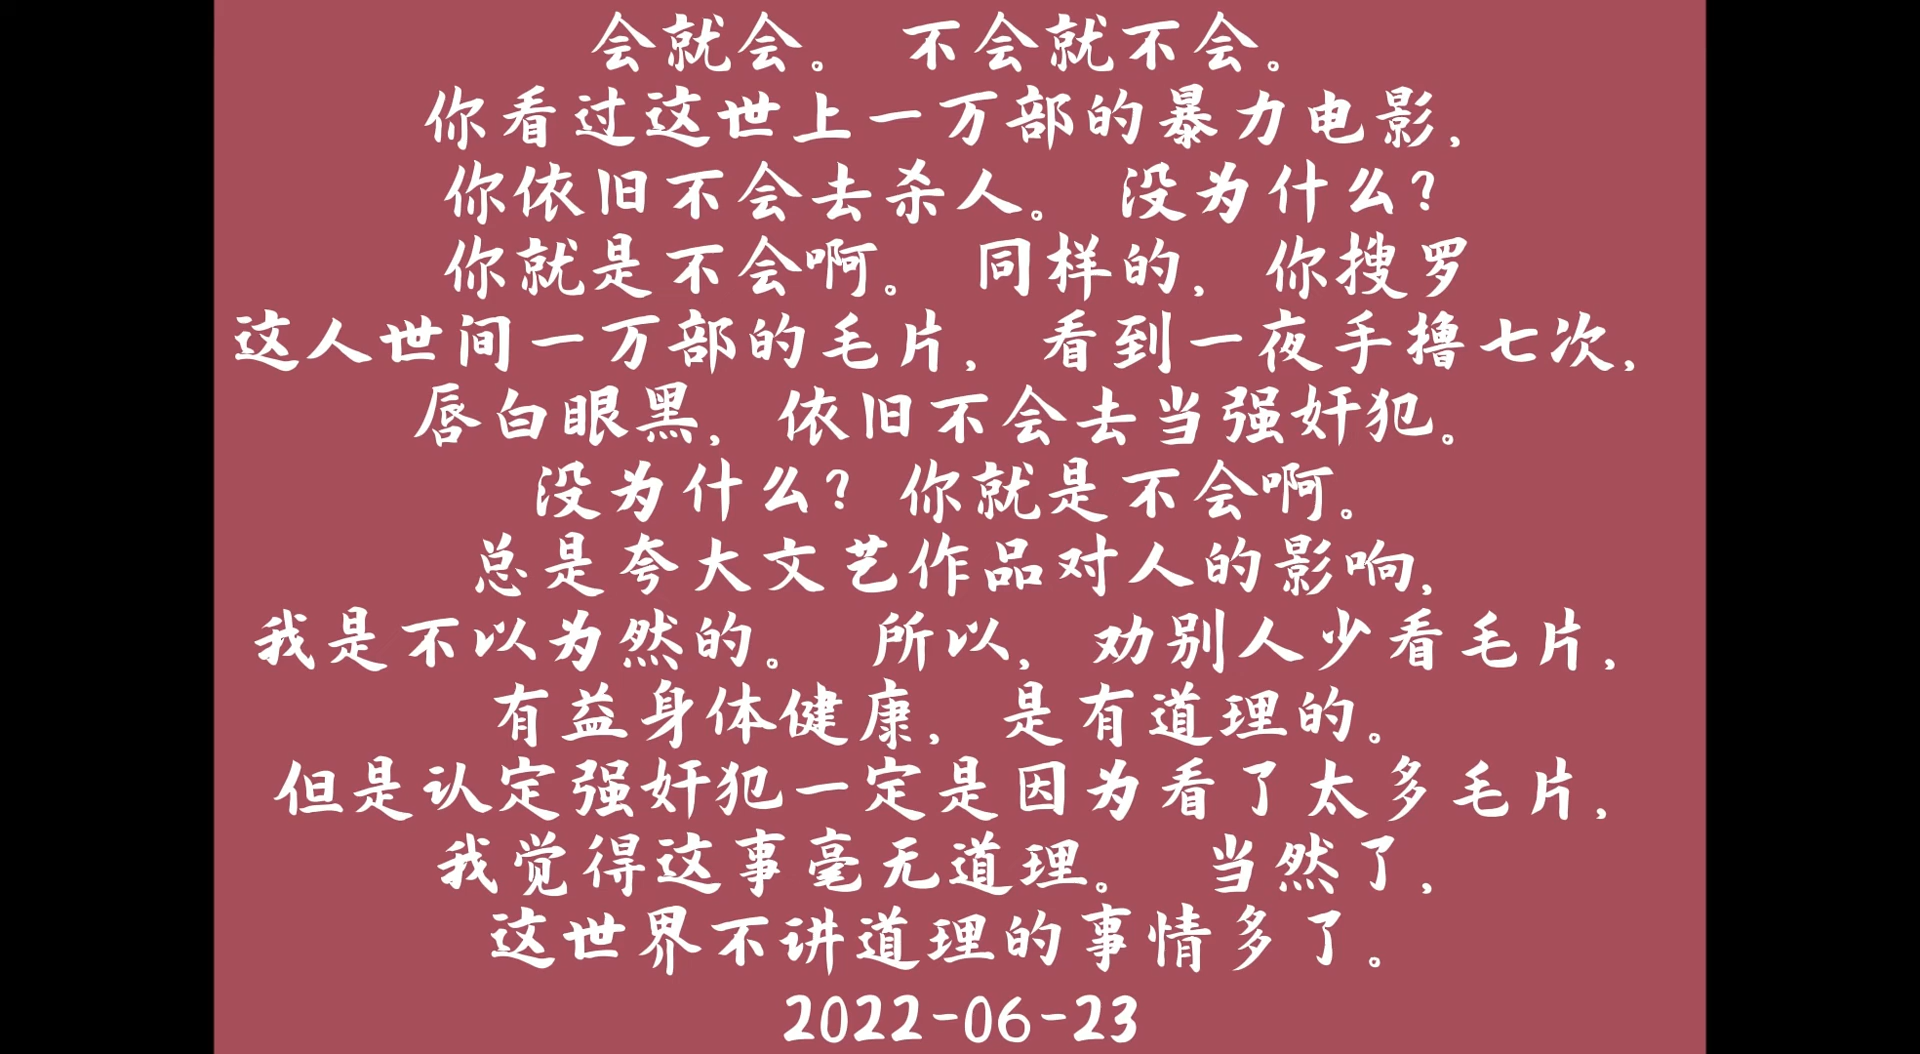 会就会。 不会就不会。
你看过这世上一万部的暴力电影，
你依旧不会去杀人。 没为什么？
你就是不会啊。 同样的， 你搜罗
这人世间一万部的毛片， 看到一夜手撸七次，
唇白眼黑， 依旧不会去当强奸犯。
没为什么？ 你就是不会啊。
总是夸大文艺作品对人的影响，
我是不以为然的。 所以， 劝别人少看毛片，
有益身体健康， 是有道理的。
但是认定强奸犯一定是因为看了太多毛片，
我觉得这事毫无道理。 当然了，
这世界不讲道理的事情多了。
2022-06-23